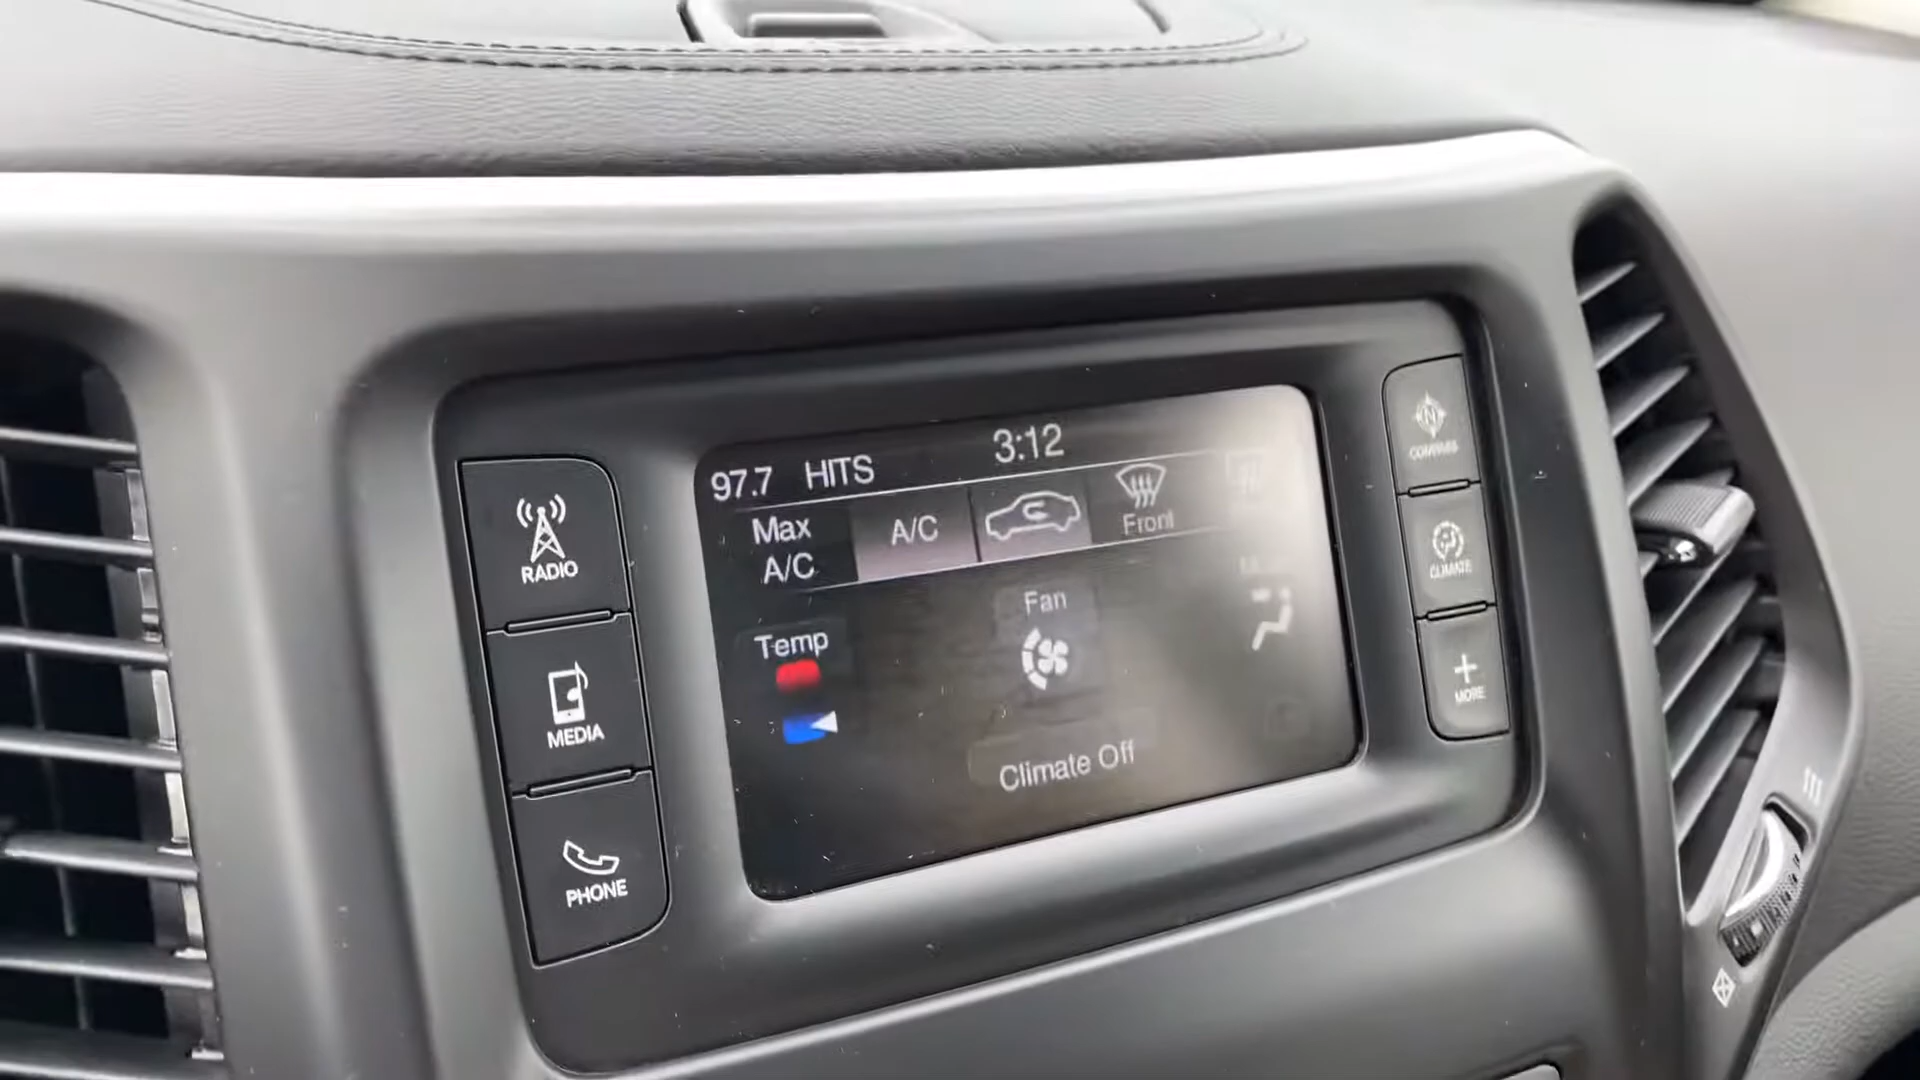 97.7 HITS 3:12
Max
A/C
A/C
Front
Temp
Fan
Climate Off
RADIO
MEDIA
PHONE
N
COMPASS
CLIMATE
MORE